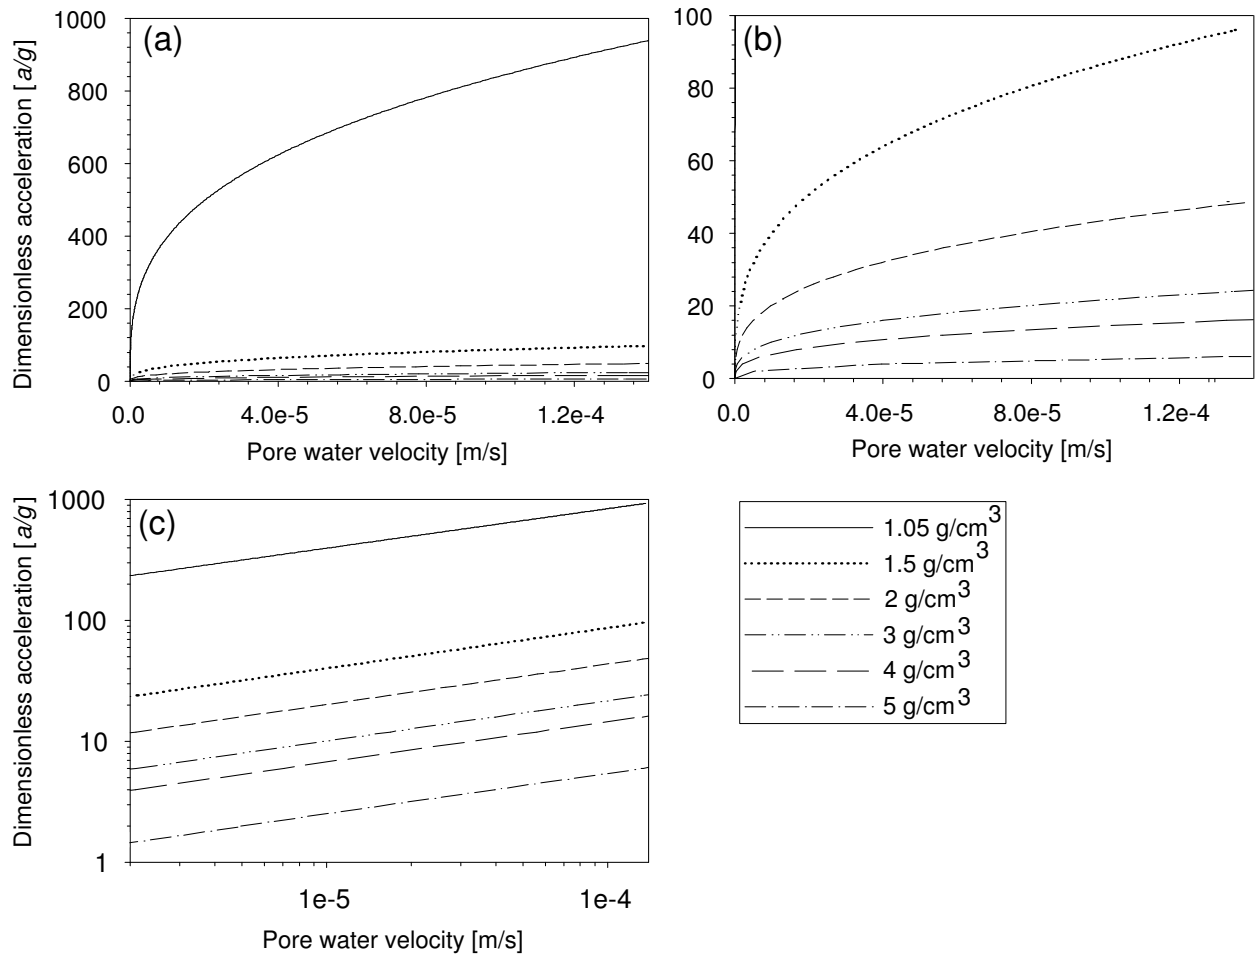 (a)
Dimensionless acceleration [a/g]
1000
800
600
400
200
0
0.0 4.0e-5 8.0e-5 1.2e-4
Pore water velocity [m/s]
(b)
100
80
60
40
20
0
0.0 4.0e-5 8.0e-5 1.2e-4
Pore water velocity [m/s]
(c)
Dimensionless acceleration [a/g]
1000
100
10
1
1e-5 1e-4
Pore water velocity [m/s]
1.05 g/cm³
1.5 g/cm³
2 g/cm³
3 g/cm³
4 g/cm³
5 g/cm³